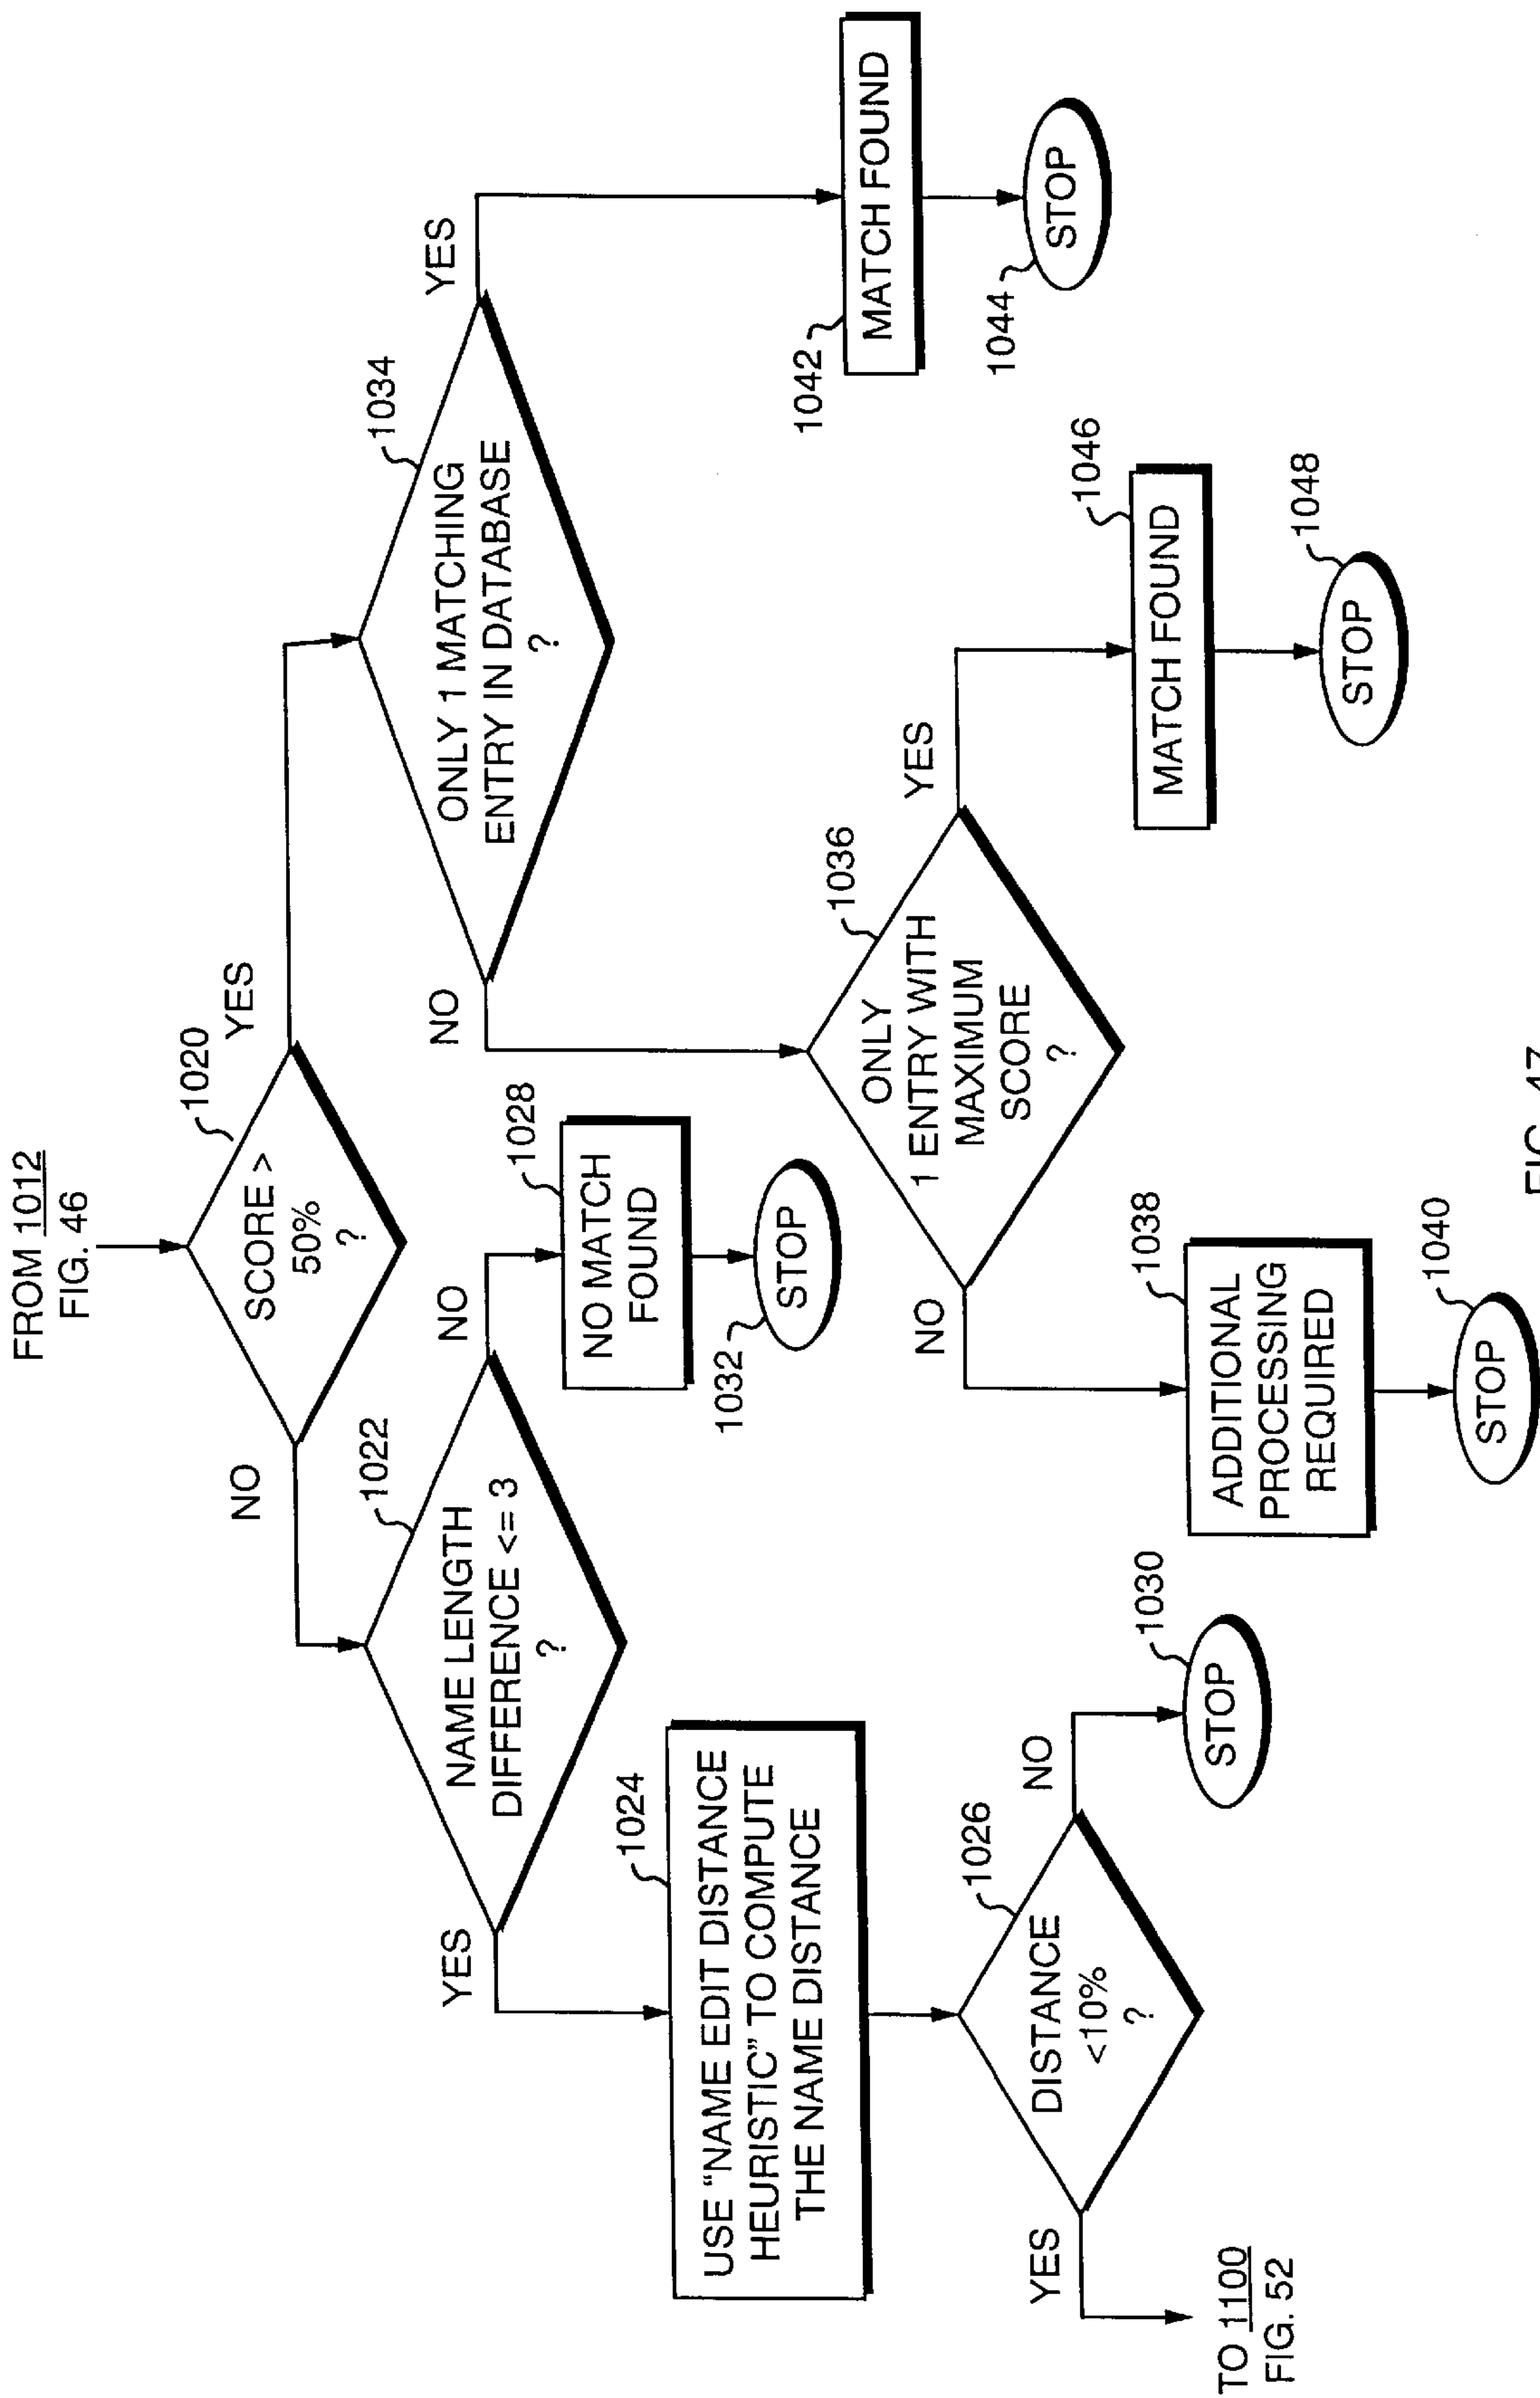 FROM 1012
FIG. 46
1020
SCORE >
50%
?
NO
YES
1022
NAME LENGTH
DIFFERENCE <= 3
?
YES
NO
1024
USE “NAME EDIT DISTANCE
HEURISTIC” TO COMPUTE
THE NAME DISTANCE
1026
DISTANCE
<10%
?
YES
NO
TO 1100
FIG. 52
1030
STOP
1028
NO MATCH
FOUND
1032
STOP
1034
ONLY 1 MATCHING
ENTRY IN DATABASE
?
NO
YES
1036
ONLY
1 ENTRY WITH
MAXIMUM
SCORE
?
NO
YES
1038
ADDITIONAL
PROCESSING
REQUIRED
1040
STOP
1046
MATCH FOUND
1048
STOP
1042
MATCH FOUND
1044
STOP
FIG. 47